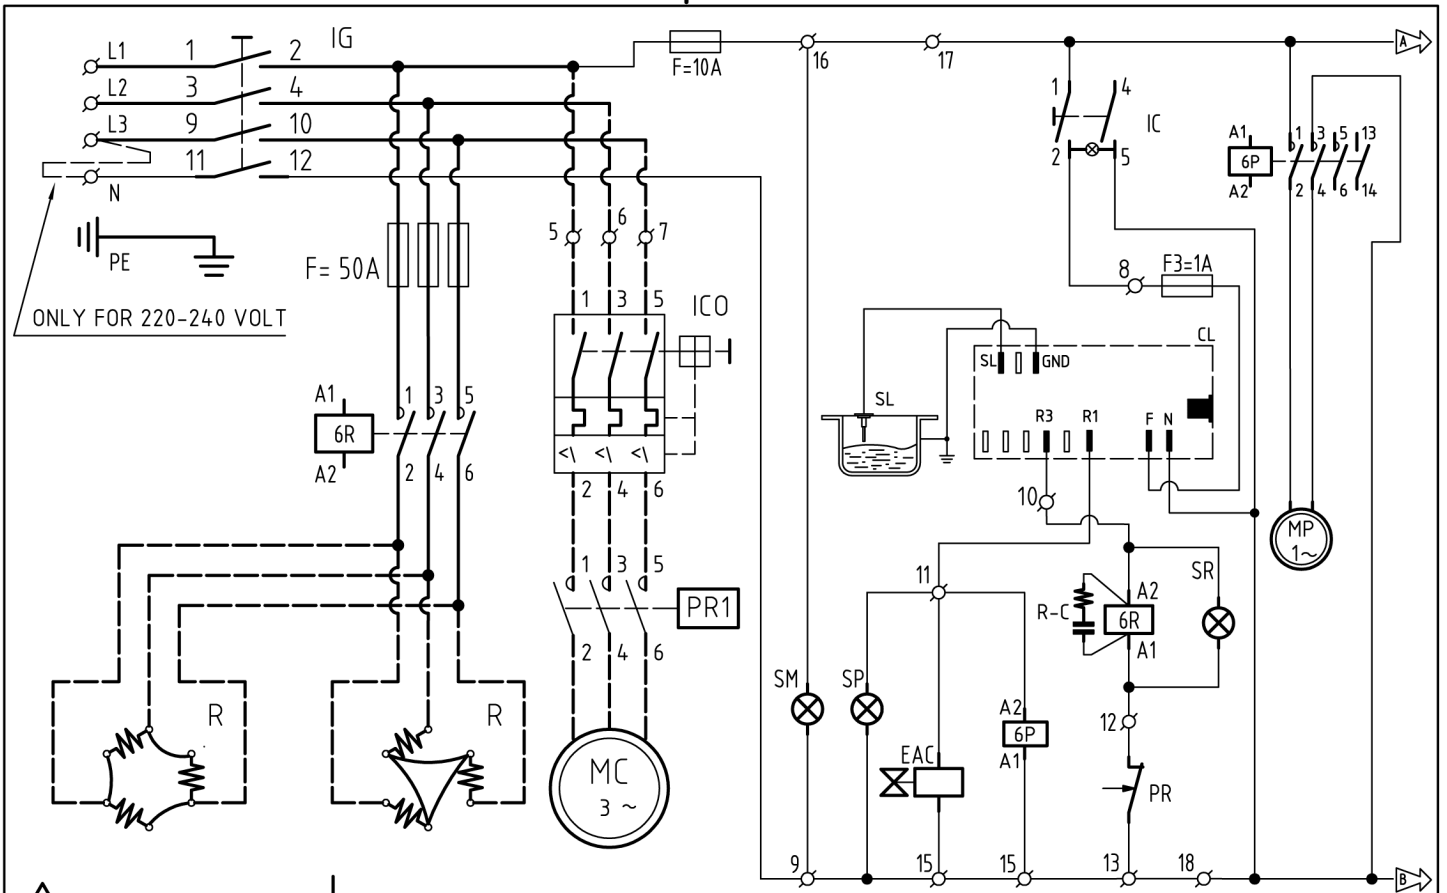 L1 1 2 IG
L2 3 4
L3 9 10
11 12
N
PE
ONLY FOR 220-240 VOLT
F= 50A
A1
6R
A2
1 3 5
2 4 6
R
R
F=10A
5 6 7
1 3 5
ICO
<\ <\ <\
2 4 6
1 3 5
PR1
2 4 6
MC
3 ~
16 17
1 4
IC
2 5
8 F3=1A
CL
SL GND
SL
R3 R1 F N
10
11
A1
6P
A2
1 3 5 13
2 4 6 14
MP
1~
SR
R-C
A2
6R
A1
12
PR
SM
SP
EAC
A2
6P
A1
9 15 15 13 18
A
B